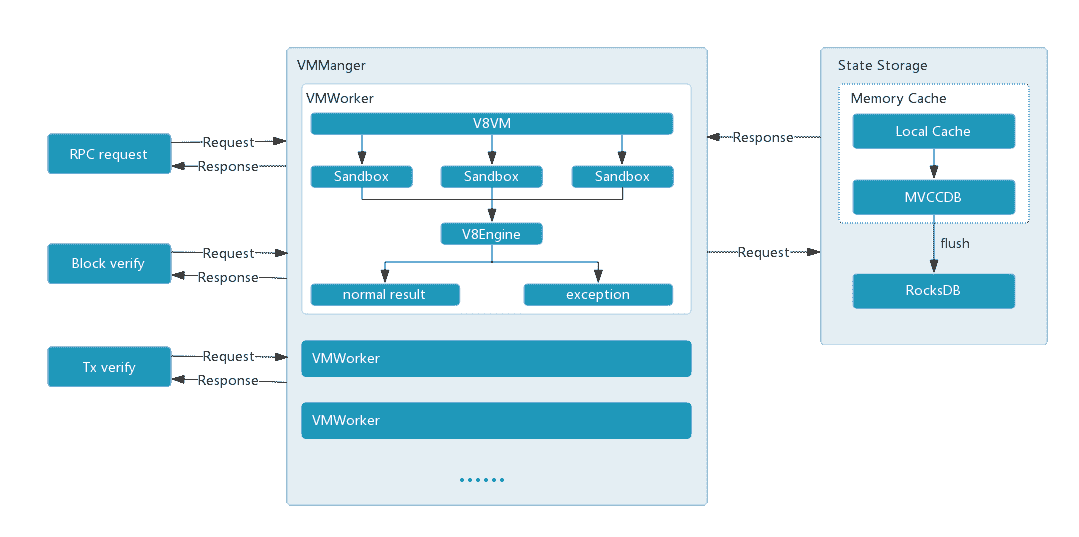 VMManger
State Storage
VMWorker
Memory Cache
V8VM
Local Cache
RPC request
Request
Response
Response
Sandbox
Sandbox
Sandbox
MVCCDB
V8Engine
flush
Block verify
Request
Response
Request
normal result
exception
RocksDB
Tx verify
Request
Response
VMWorker
VMWorker
......